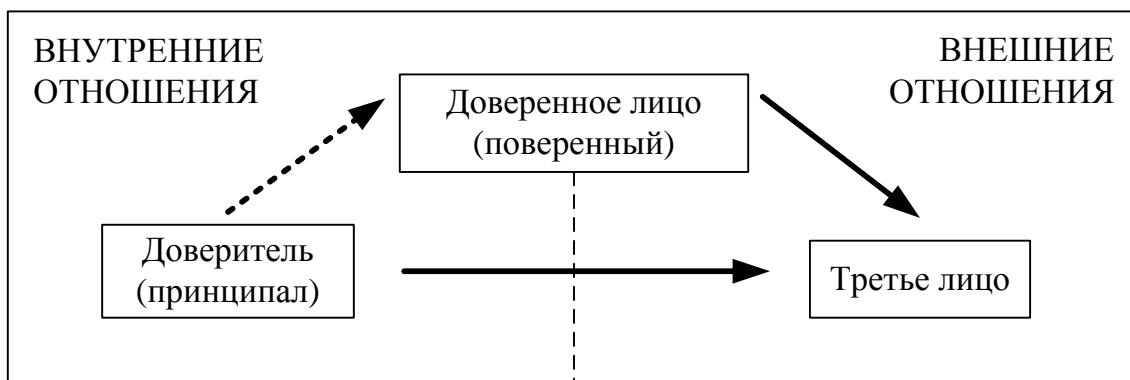 ВНУТРЕННИЕ
ОТНОШЕНИЯ
ВНЕШНИЕ
ОТНОШЕНИЯ
Доверенное лицо
(поверенный)
Доверитель
(принципал)
Третье лицо